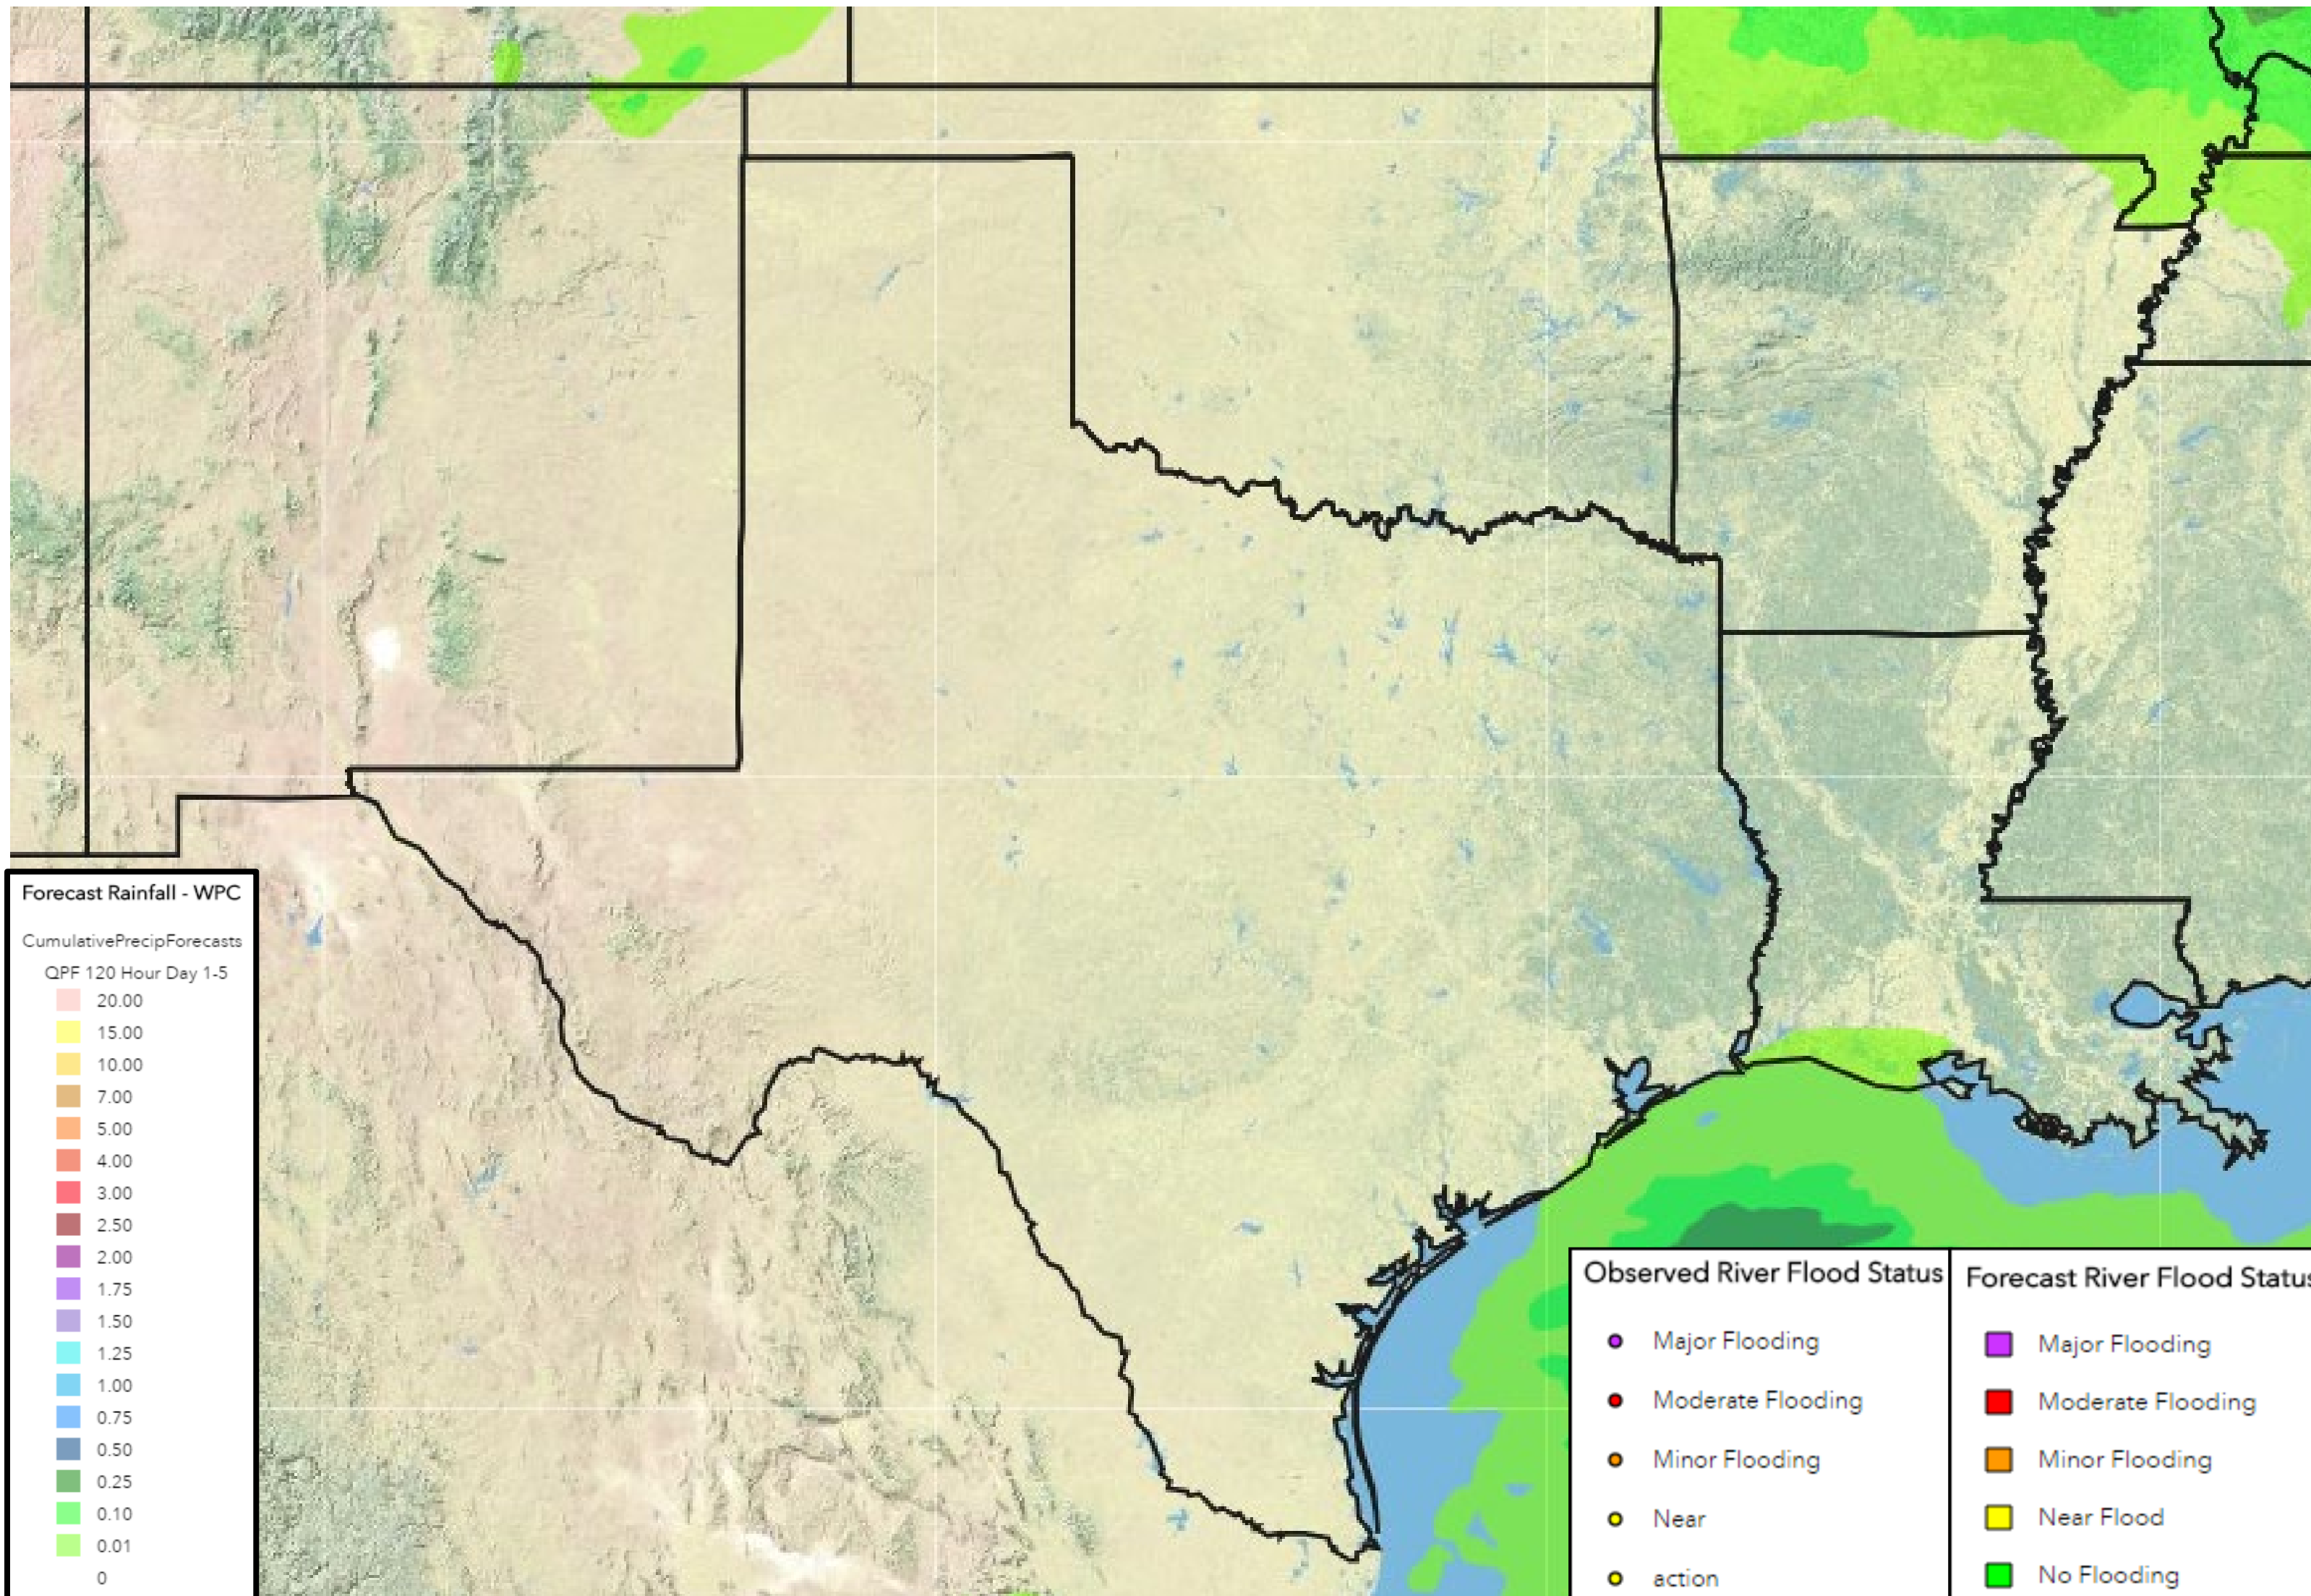 Forecast Rainfall - WPC
CumulativePrecipForecasts
QPF 120 Hour Day 1-5
20.00
15.00
10.00
7.00
5.00
4.00
3.00
2.50
2.00
1.75
1.50
1.25
1.00
0.75
0.50
0.25
0.10
0.01
0
Observed River Flood Status
Major Flooding
Moderate Flooding
Minor Flooding
Near
action
Forecast River Flood Status
Major Flooding
Moderate Flooding
Minor Flooding
Near Flood
No Flooding